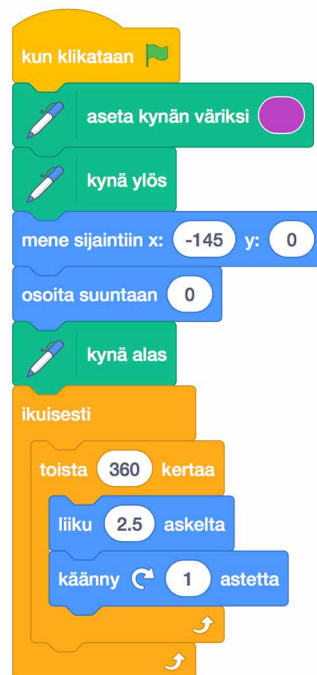 kun klikataan
aseta kynän väriksi
kynä ylös
mene sijaintiin x: -145 y: 0
osoita suuntaan 0
kynä alas
ikuisesti
toista 360 kertaa
liiku 2.5 askelta
käänny 1 astetta